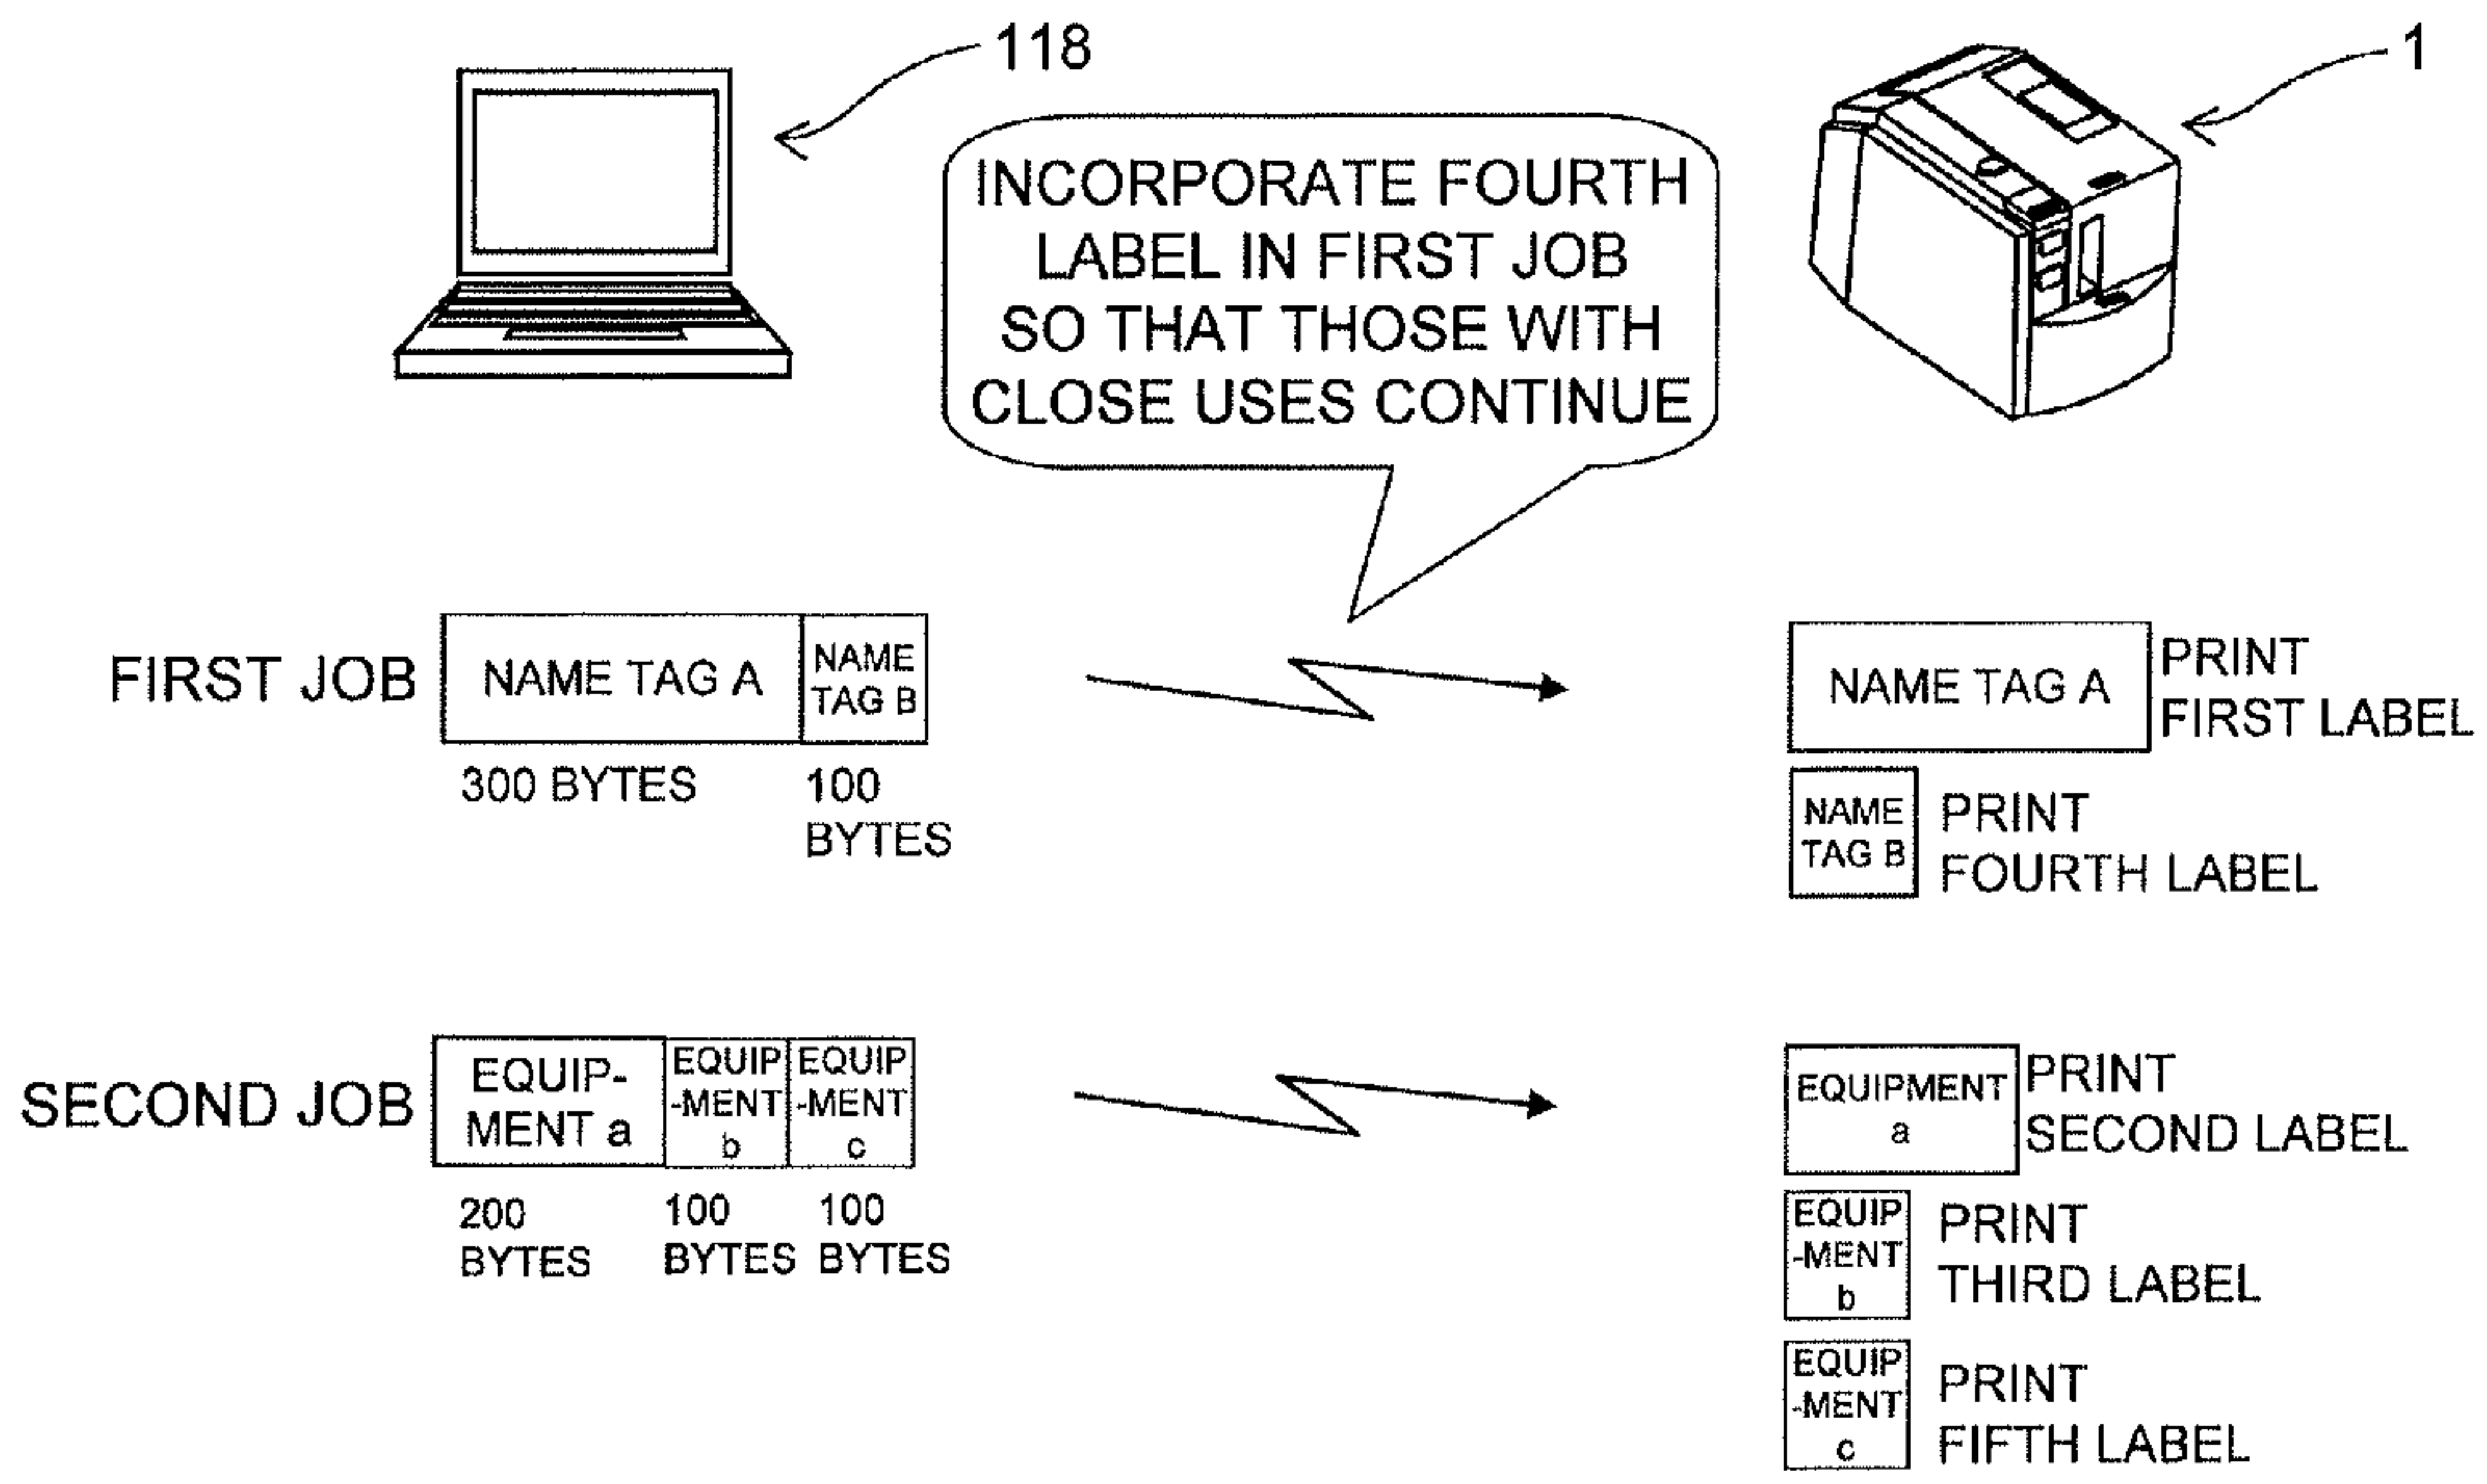 118
1
INCORPORATE FOURTH
LABEL IN FIRST JOB
SO THAT THOSE WITH
CLOSE USES CONTINUE
FIRST JOB
NAME TAG A
NAME
TAG B
300 BYTES
100
BYTES
NAME TAG A
PRINT
FIRST LABEL
NAME
TAG B
PRINT
FOURTH LABEL
SECOND JOB
EQUIP-
MENT a
EQUIP
-MENT
b
EQUIP
-MENT
c
200
BYTES
100
BYTES
100
BYTES
EQUIPMENT
a
PRINT
SECOND LABEL
EQUIP
-MENT
b
PRINT
THIRD LABEL
EQUIP
-MENT
c
PRINT
FIFTH LABEL